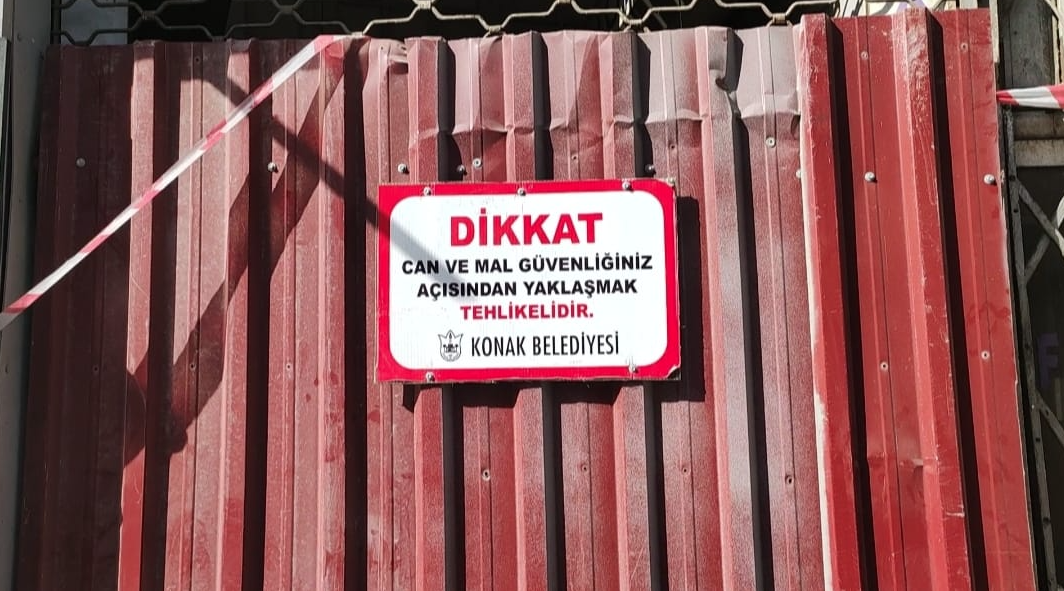 DİKKAT
CAN VE MAL GÜVENLİĞİNİZ
AÇISINDAN YAKLAŞMAK
TEHLİKELİDİR.
KONAK BELEDİYESİ